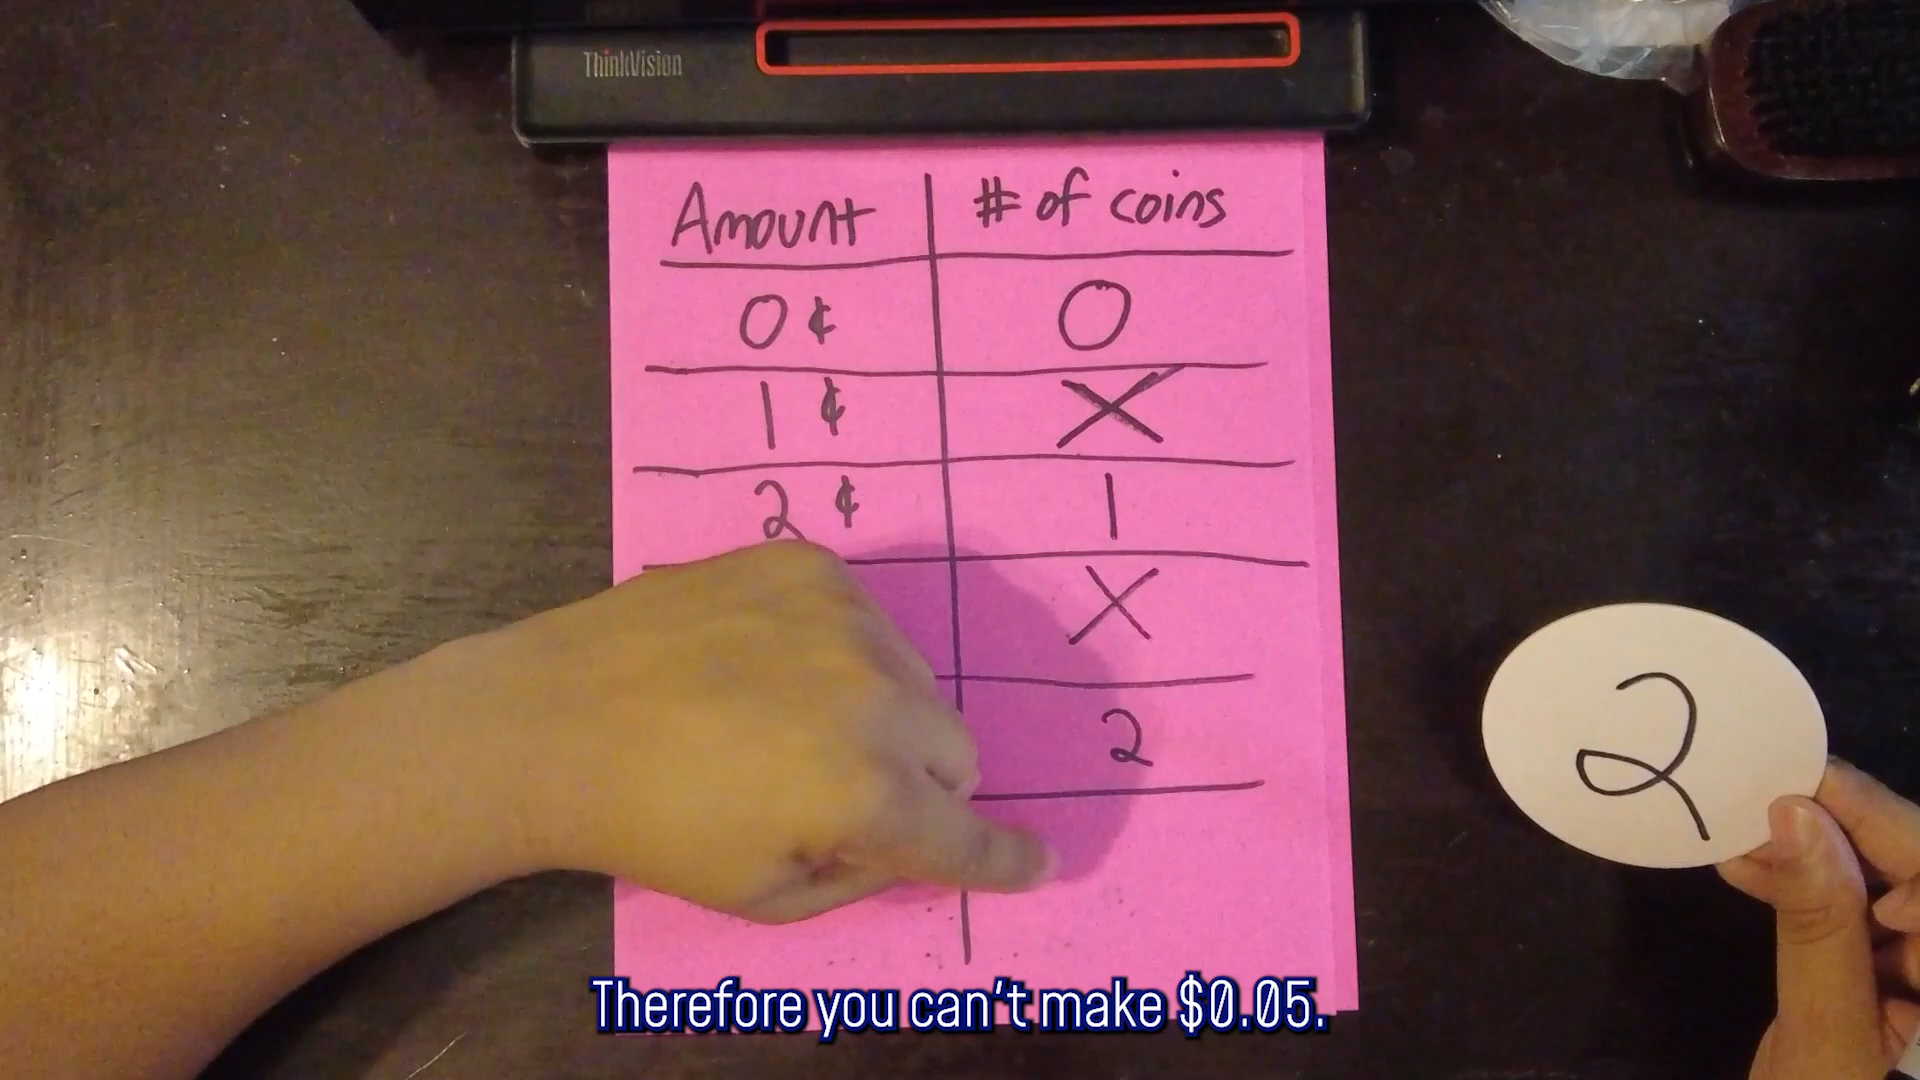 ThinkVision
Amount # of coins
0 ¢ 0
1 ¢ X
2 ¢ 1
X
2
2
Therefore you can't make $0.05.